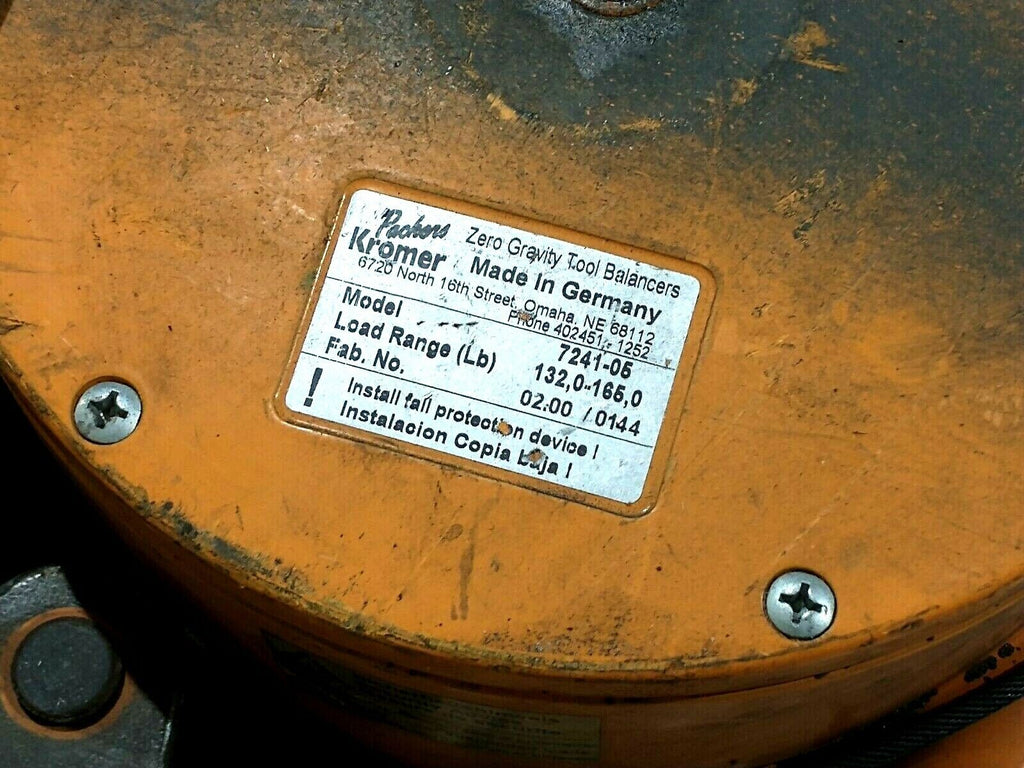 Packers
Kromer
Zero Gravity Tool Balancers
Made In Germany
6720 North 16th Street, Omaha, NE 68112
Phone 402451 - 1252
Model 7241-05
Load Range (Lb) 132,0-165,0
Fab. No. 02.00 / 0144
! Install fall protection device !
Instalacion Copia baja !